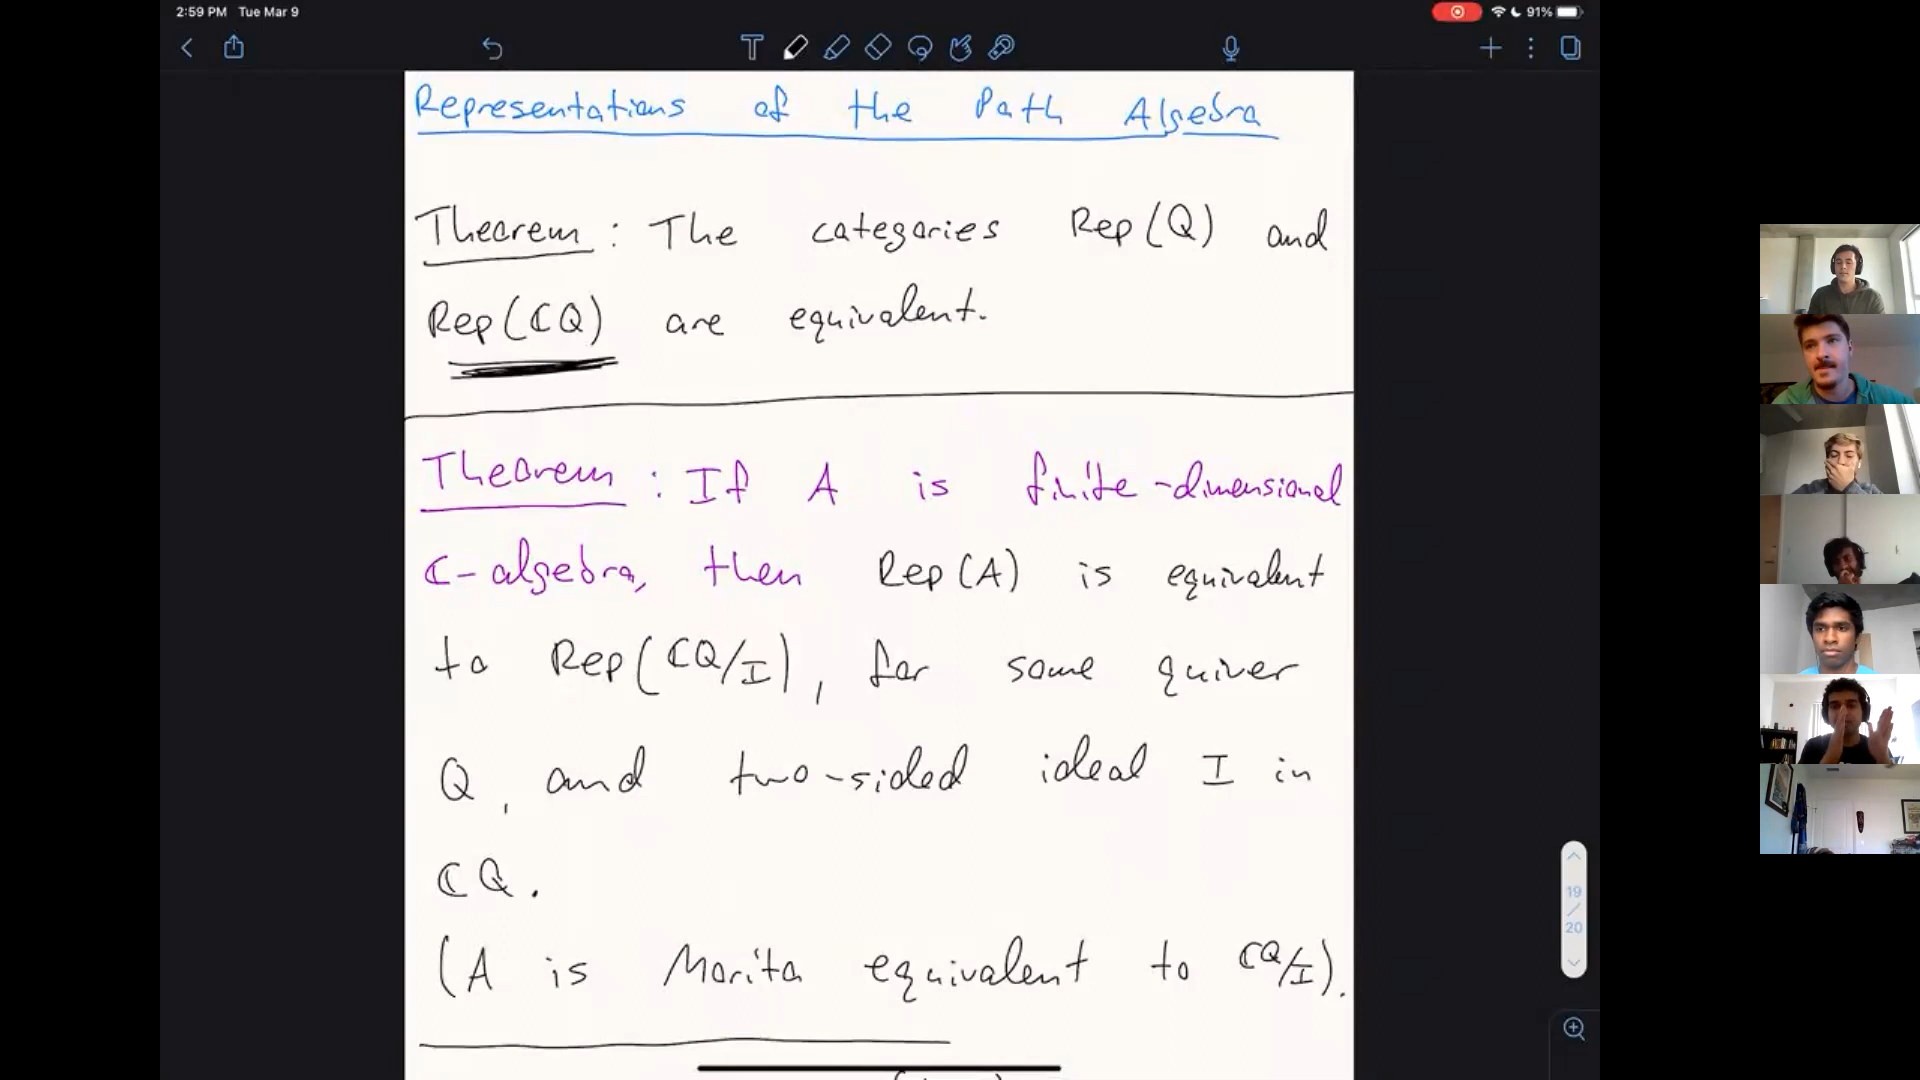 2:59 PM Tue Mar 9
91%
Representations of the Path Algebra
Theorem : The categories Rep(Q) and
Rep(ℂQ) are equivalent.
Theorem : If A is finite-dimensional
ℂ-algebra, then Rep(A) is equivalent
to Rep(ℂQ/I), for some quiver
Q, and two-sided ideal I in
ℂQ.
(A is Morita equivalent to ℂQ/I).
19
/
20